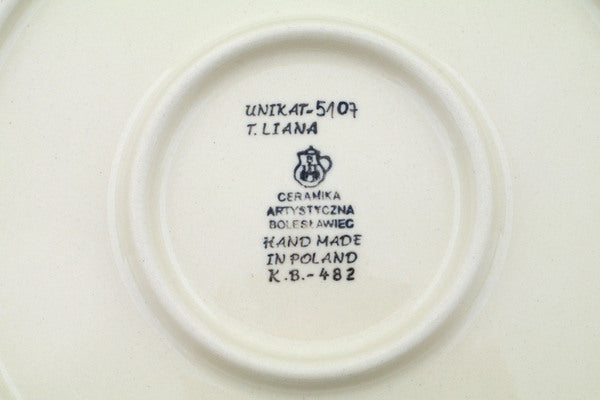 UNIKAT-5107
T. LIANA
CERAMIKA
ARTYSTYCZNA
BOLESŁAWIEC
HAND MADE
IN POLAND
K.B.-482